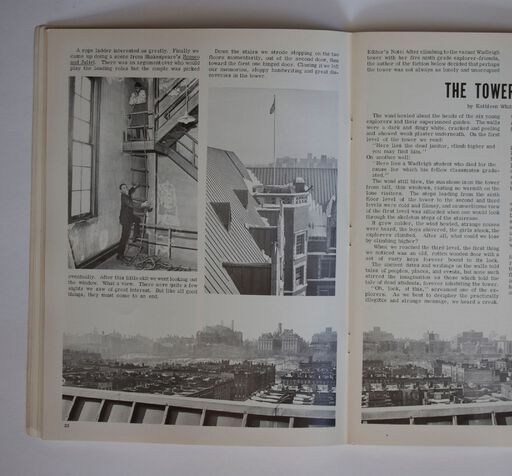 A rope ladder interested us greatly. Finally we
came up doing a scene from Shakespeare's Romeo
and Juliet. There was an argument over who would
play the leading roles but the couple was picked
eventually. After this little skit we went looking out
the window. What a view. There were quite a few
sights we saw of great interest. But like all good
things, they must come to an end.
Down the stairs we strode stopping on the two
floors momentarily, out of the second door, then
toward the first one hinged door. Closing it we left
our memories, sloppy handwriting and great dis-
coveries in the tower.
22
Editor's Note: After climbing to the vacant Wadleigh
tower with her five ninth grade explorer-friends,
the author of the fiction below decided that perhaps
the tower was not always so lonely and unoccupied
THE TOWER
by Kathleen
The wind howled about the heads of the six young
explorers and their experienced guides. The walls
were a dark and dingy white, cracked and peeling
and showed weak plaster underneath. On the first
level of the tower we read:
"Here lies the dead janitor, climb higher and
you may find him."
On another wall:
"Here lies a Wadleigh student who died for the
cause for which his fellow classmates gradu-
ated."
The wind still blew, the sun shone into the tower
from tall, thin windows, casting no warmth on the
lone visitors. The steps leading from the sixth
floor level of the tower to the second and third
levels were cold and flimsy, and
of the first level was afforded when one would look
through the skeleton steps of the staircase.
It grew colder, the wind howled, strange noises
were heard, the boys shivered, the girls shook, the
explorers climbed. After all, what could we lose
by climbing higher?
When we reached the third level, the first thing
we noticed was an old, rotten wooden door with a
set of rusty keys forever bound to its lock.
The ancient dates and writings on the walls told
tales of peoples, places, and events, but none such
stirred the imagination as those which told the
tale of dead students, forever inhabiting the tower.
"Oh, look, at this," screamed one of the ex-
plorers. As we bent to decipher the practically
illegible and strange message, we heard a creak.